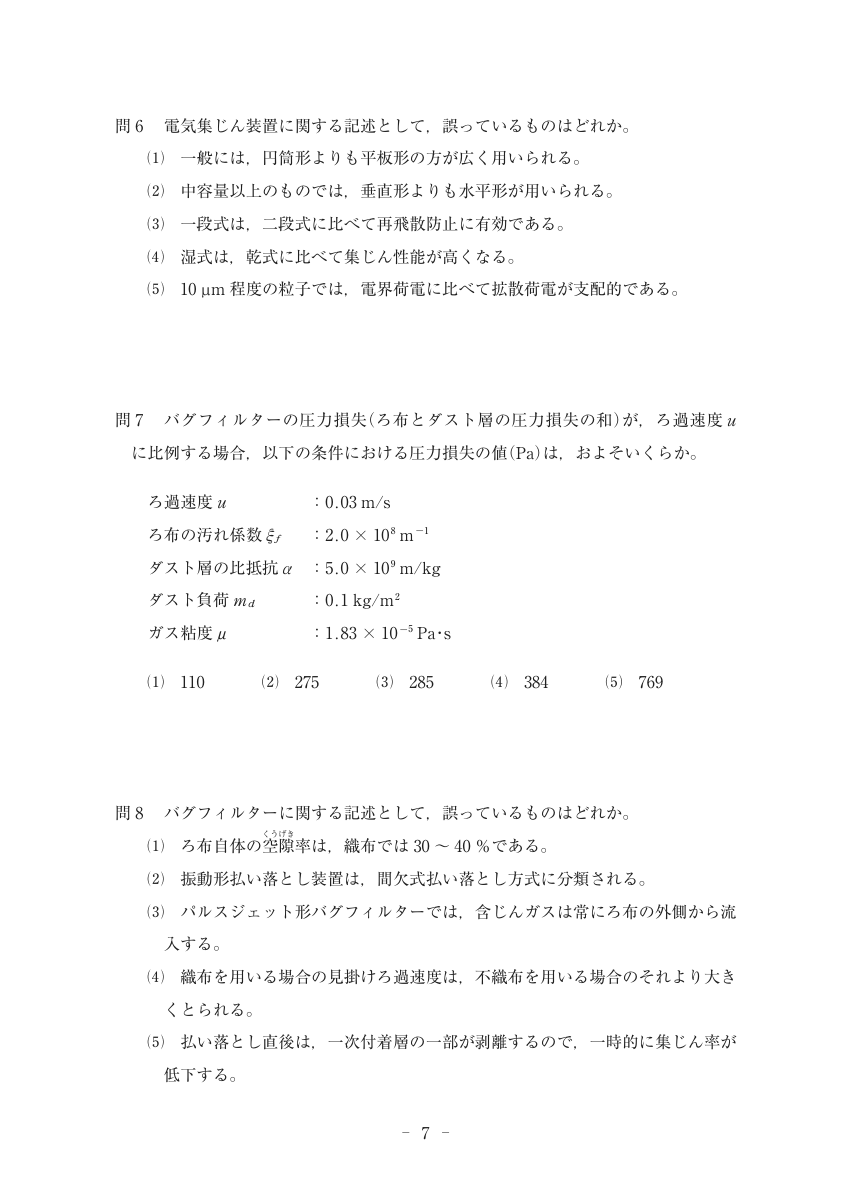 問6　電気集じん装置に関する記述として，誤っているものはどれか。
⑴　一般には，円筒形よりも平板形の方が広く用いられる。
⑵　中容量以上のものでは，垂直形よりも水平形が用いられる。
⑶　一段式は，二段式に比べて再飛散防止に有効である。
⑷　湿式は，乾式に比べて集じん性能が高くなる。
⑸　10 μm 程度の粒子では，電界荷電に比べて拡散荷電が支配的である。
問7　バグフィルターの圧力損失(ろ布とダスト層の圧力損失の和)が，ろ過速度 u
に比例する場合，以下の条件における圧力損失の値(Pa)は，およそいくらか。
ろ過速度 u　：0.03 m/s
ろ布の汚れ係数 ξf　：2.0 × 10⁸ m⁻¹
ダスト層の比抵抗 α　：5.0 × 10⁹ m/kg
ダスト負荷 md　：0.1 kg/m²
ガス粘度 μ　：1.83 × 10⁻⁵ Pa･s
⑴　110　⑵　275　⑶　285　⑷　384　⑸　769
問8　バグフィルターに関する記述として，誤っているものはどれか。
くうげき
⑴　ろ布自体の空隙率は，織布では 30 ～ 40 %である。
⑵　振動形払い落とし装置は，間欠式払い落とし方式に分類される。
⑶　パルスジェット形バグフィルターでは，含じんガスは常にろ布の外側から流
入する。
⑷　織布を用いる場合の見掛けろ過速度は，不織布を用いる場合のそれより大き
くとられる。
⑸　払い落とし直後は，一次付着層の一部が剥離するので，一時的に集じん率が
低下する。
－ 7 －